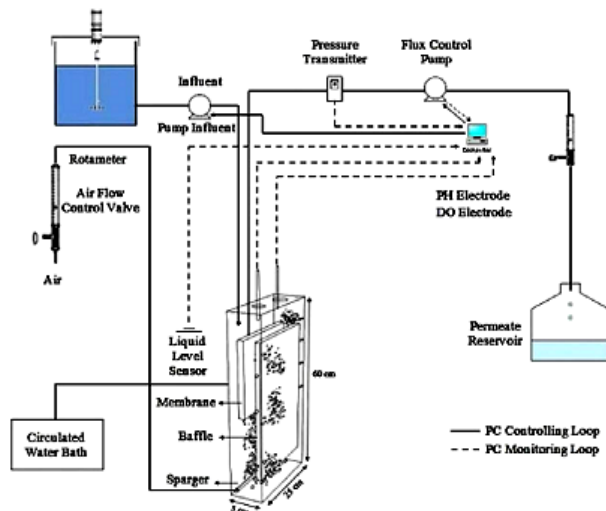 Pressure
Transmitter
Flux Control
Pump
Influent
Pump Influent
Rotameter
Air Flow
Control Valve
Air
PH Electrode
DO Electrode
Liquid
Level
Sensor
Permeate
Reservoir
60 cm
Membrane
Baffle
Circulated
Water Bath
Sparger
25 cm
PC Controlling Loop
PC Monitoring Loop